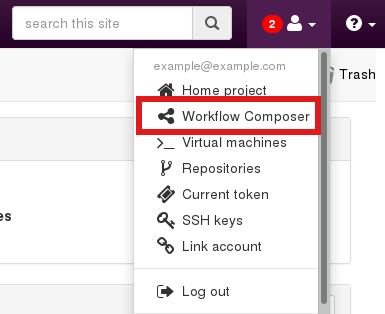 search this site
2
example@example.com
Home project
Trash
Workflow Composer
Virtual machines
Repositories
es
Current token
SSH keys
Link account
Log out